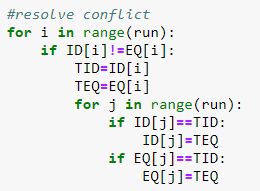 #resolve conflict
for i in range(run):
    if ID[i]!=EQ[i]:
        TID=ID[i]
        TEQ=EQ[i]
        for j in range(run):
            if ID[j]==TID:
                ID[j]=TEQ
            if EQ[j]==TID:
                EQ[j]=TEQ